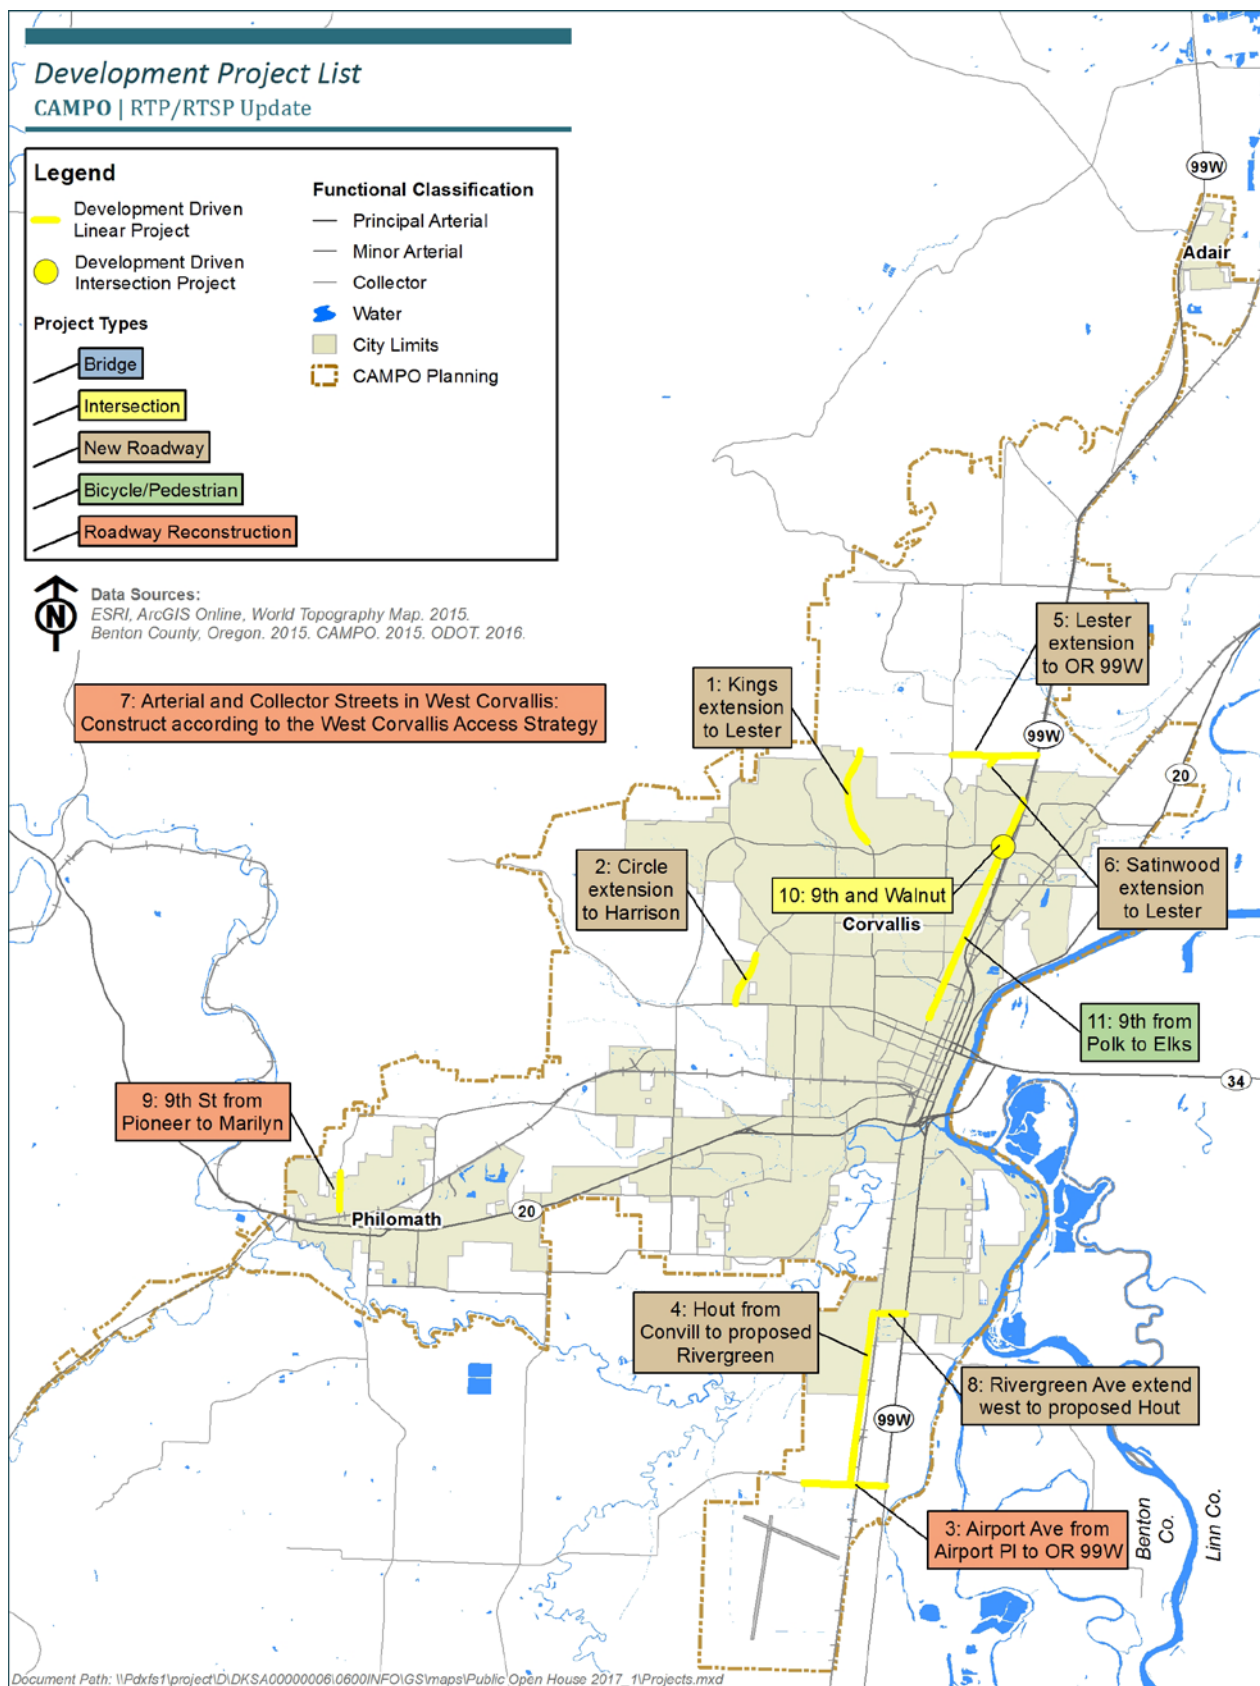 Development Project List
CAMPO | RTP/RTSP Update
Legend
Development Driven
Linear Project
Development Driven
Intersection Project
Project Types
Bridge
Intersection
New Roadway
Bicycle/Pedestrian
Roadway Reconstruction
Functional Classification
Principal Arterial
Minor Arterial
Collector
Water
City Limits
CAMPO Planning
N
Data Sources:
ESRI, ArcGIS Online, World Topography Map. 2015.
Benton County, Oregon. 2015. CAMPO. 2015. ODOT. 2016.
99W
Adair
5: Lester
extension
to OR 99W
1: Kings
extension
to Lester
7: Arterial and Collector Streets in West Corvallis:
Construct according to the West Corvallis Access Strategy
99W
20
2: Circle
extension
to Harrison
10: 9th and Walnut
Corvallis
6: Satinwood
extension
to Lester
11: 9th from
Polk to Elks
34
9: 9th St from
Pioneer to Marilyn
Philomath
20
4: Hout from
Convill to proposed
Rivergreen
8: Rivergreen Ave extend
west to proposed Hout
99W
3: Airport Ave from
Airport Pl to OR 99W
Benton
Co.
Linn Co.
Document Path: \\Pdxfs1\project\D\DKSA00000006\0600INFO\GS\maps\Public Open House 2017_1\Projects.mxd